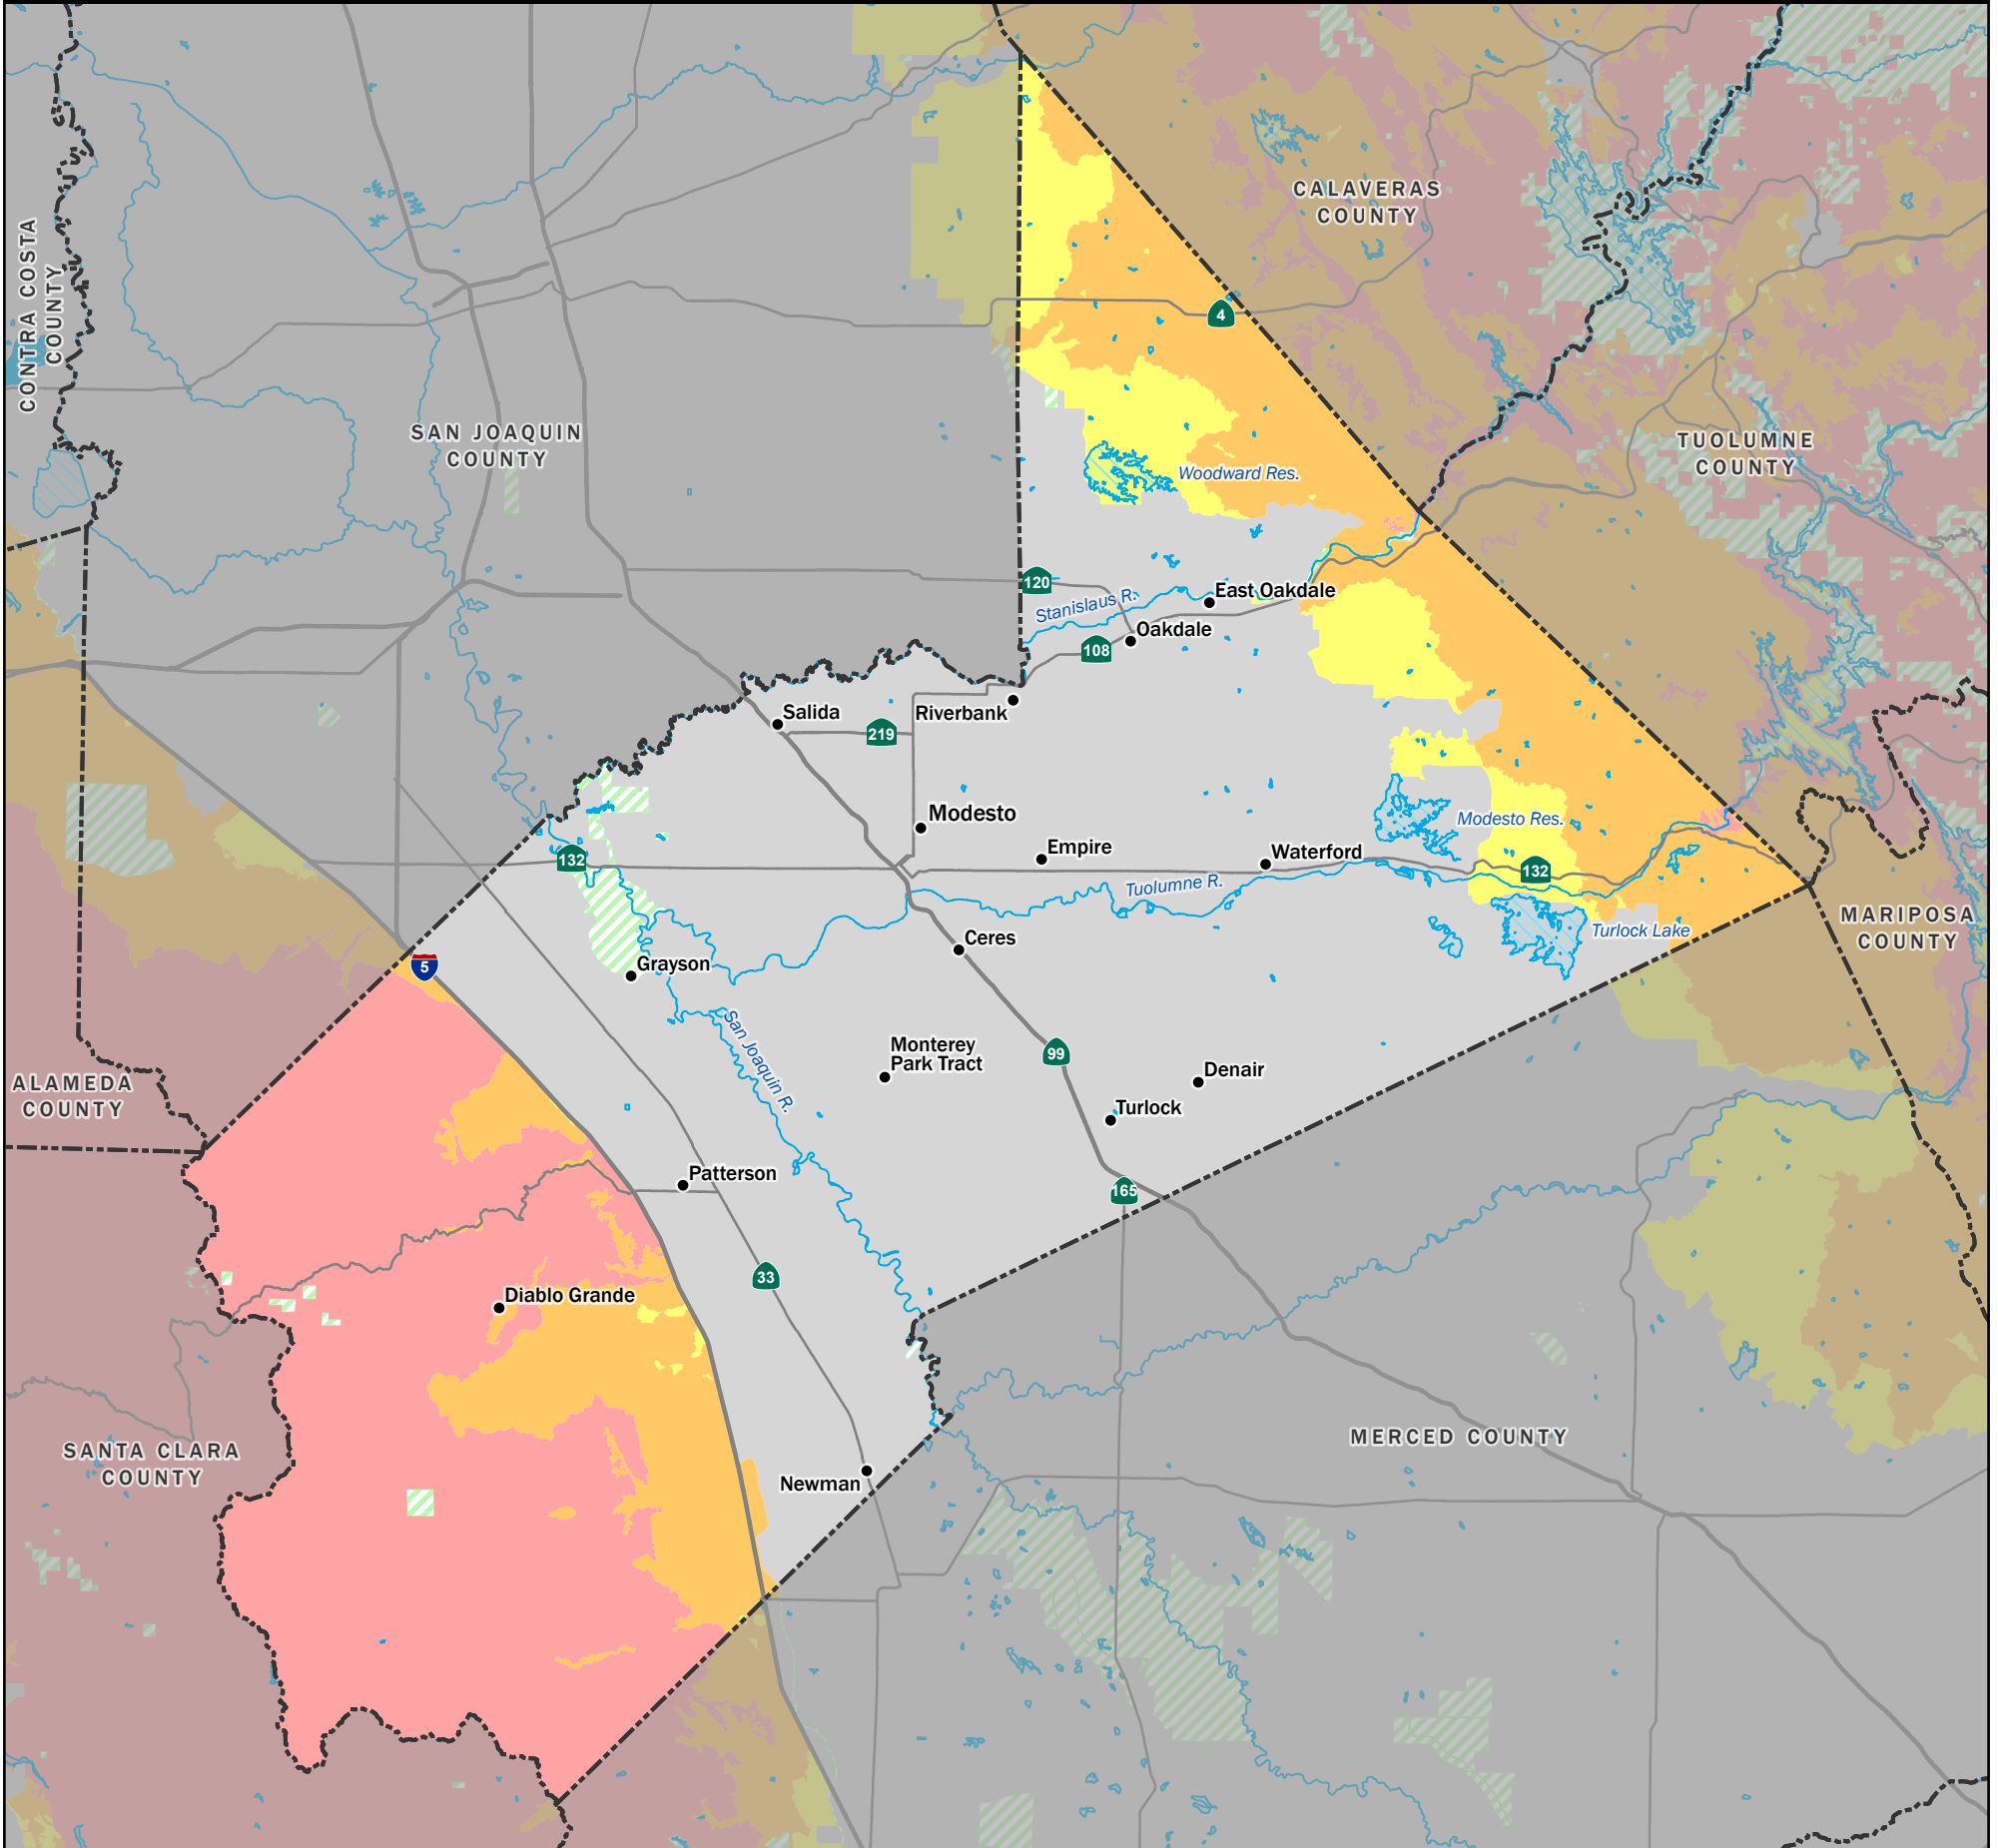 CALAVERAS
COUNTY
CONTRA COSTA
COUNTY
4
SAN JOAQUIN
COUNTY
TUOLUMNE
COUNTY
Woodward Res.
120
Stanislaus R.
East Oakdale
Oakdale
108
Salida
Riverbank
219
Modesto
Modesto Res.
Empire
Waterford
132
132
Tuolumne R.
MARIPOSA
COUNTY
Turlock Lake
Ceres
Grayson
5
San Joaquin R.
Monterey
Park Tract
99
Denair
ALAMEDA
COUNTY
Turlock
Patterson
165
33
Diablo Grande
MERCED COUNTY
SANTA CLARA
COUNTY
Newman